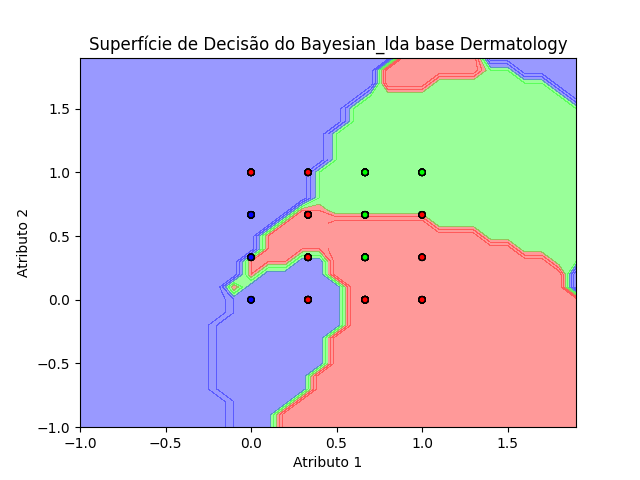 Superfície de Decisão do Bayesian_lda base Dermatology
1.5
1.0
0.5
0.0
−0.5
−1.0
Atributo 2
−1.0 −0.5 0.0 0.5 1.0 1.5
Atributo 1